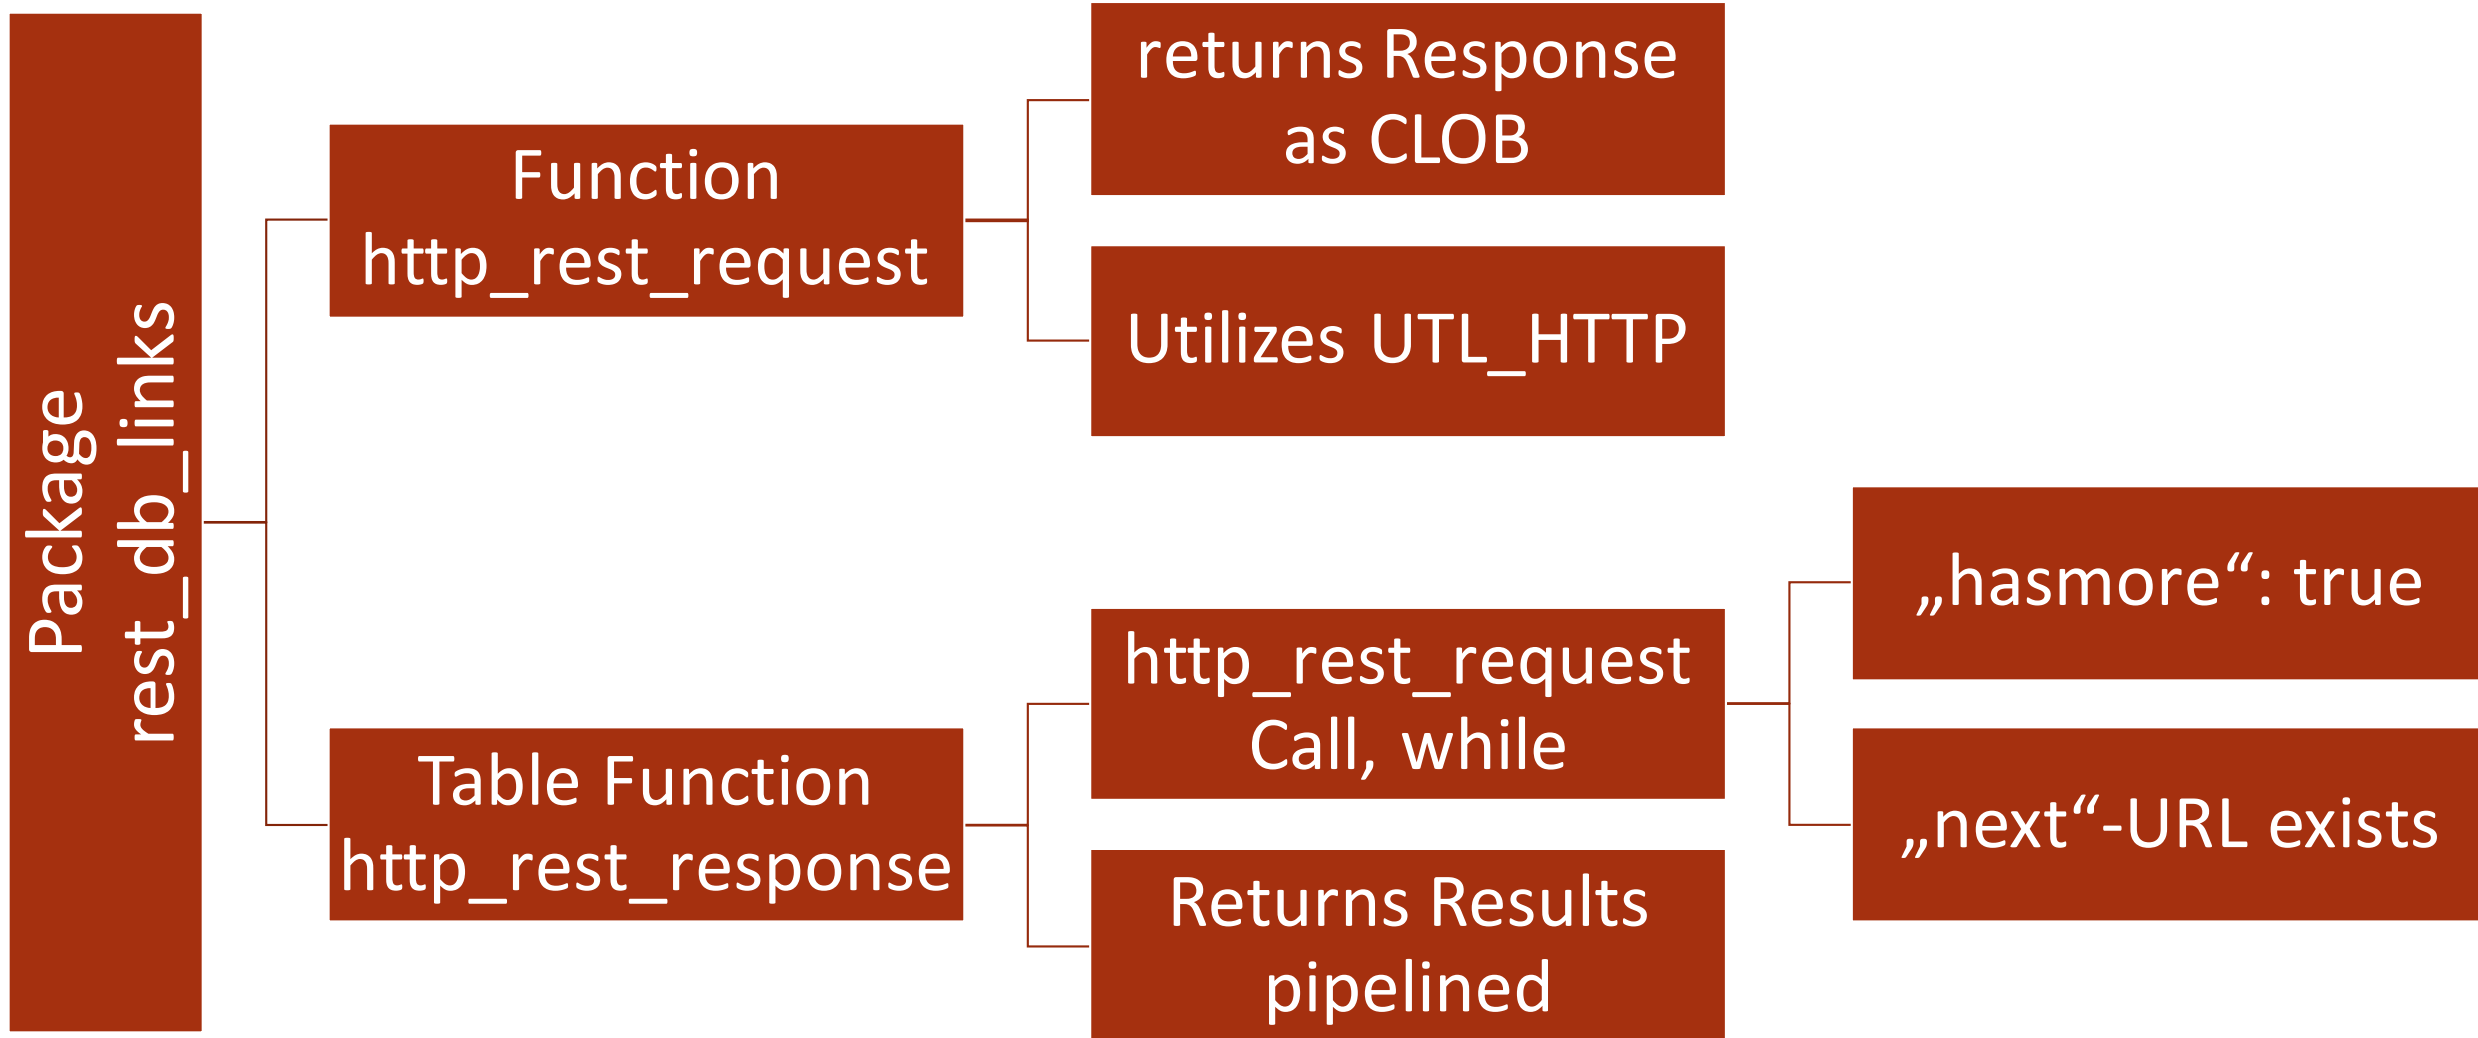 Package
rest_db_links
Function
http_rest_request
returns Response
as CLOB
Utilizes UTL_HTTP
Table Function
http_rest_response
http_rest_request
Call, while
„hasmore“: true
„next“-URL exists
Returns Results
pipelined